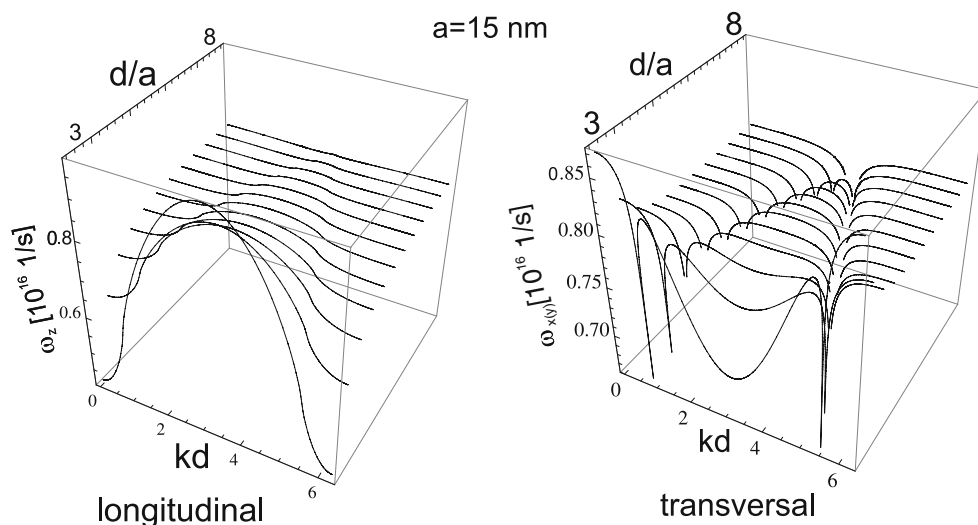 a=15 nm
8
d/a
3
0.8
0.6
ω_z [10^16 1/s]
0
2
4
6
kd
longitudinal
8
d/a
3
0.85
0.80
0.75
0.70
ω_x(y)[10^16 1/s]
0
2
4
6
kd
transversal